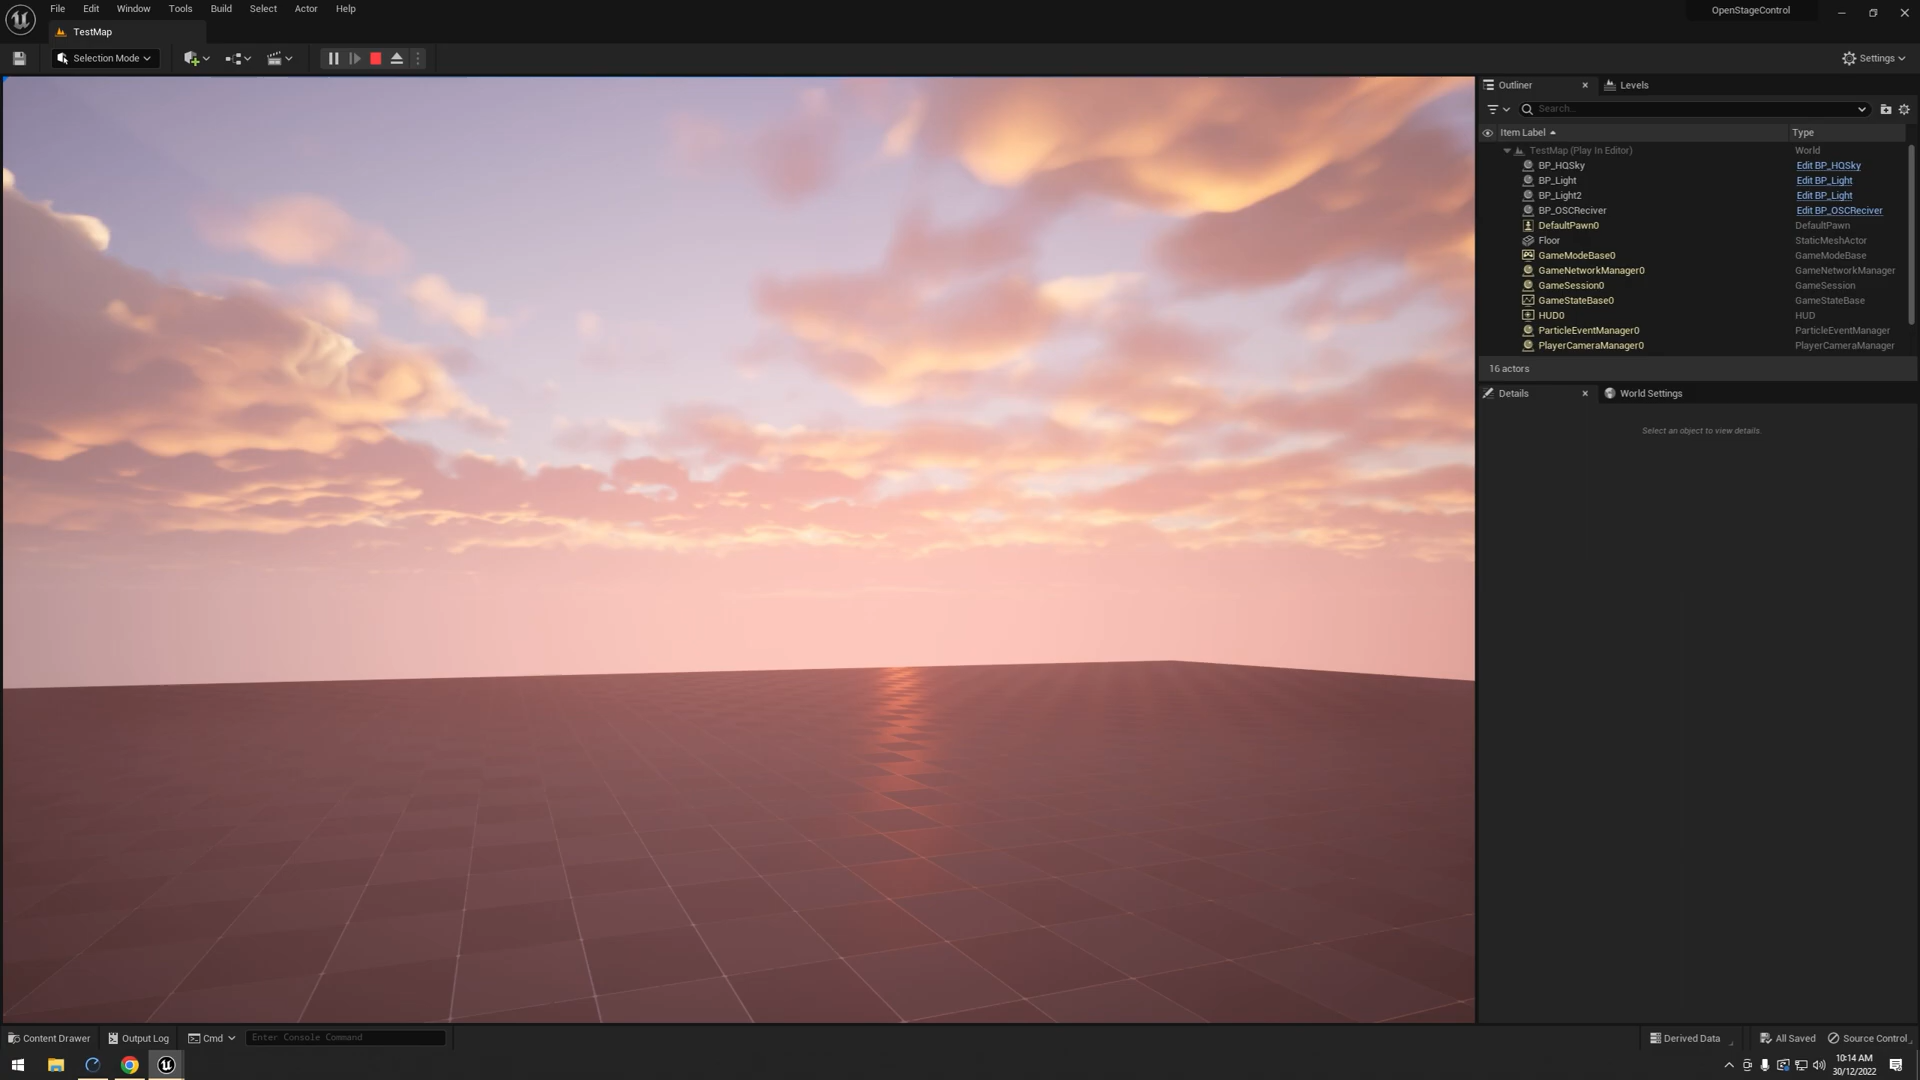 File Edit Window Tools Build Select Actor Help
OpenStageControl
TestMap
Selection Mode
Settings
Outliner
Levels
Search...
Item Label Type
TestMap (Play In Editor) World
BP_HQSky Edit BP_HQSky
BP_Light Edit BP_Light
BP_Light2 Edit BP_Light
BP_OSCReciver Edit BP_OSCReciver
DefaultPawn0 DefaultPawn
Floor StaticMeshActor
GameModeBase0 GameModeBase
GameNetworkManager0 GameNetworkManager
GameSession0 GameSession
GameStateBase0 GameStateBase
HUD0 HUD
ParticleEventManager0 ParticleEventManager
PlayerCameraManager0 PlayerCameraManager
16 actors
Details
World Settings
Select an object to view details.
Content Drawer Output Log Cmd Enter Console Command Derived Data All Saved Source Control
10:14 AM
30/12/2022